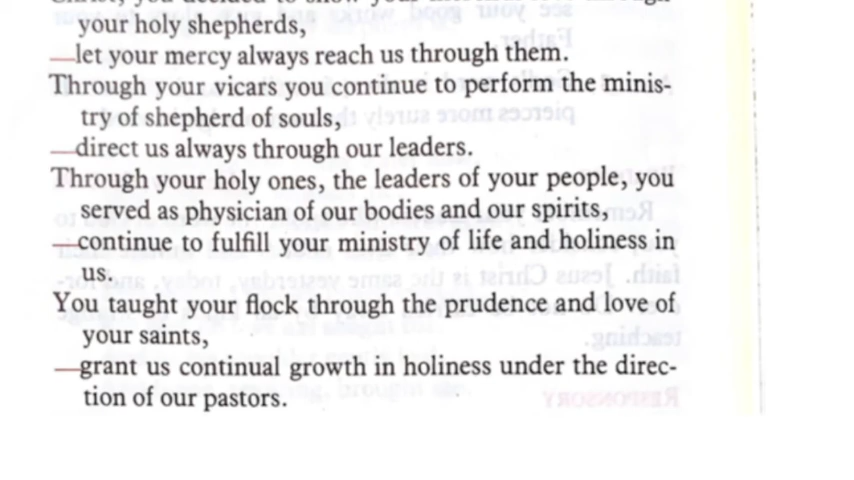 your holy shepherds,
—let your mercy always reach us through them.
Through your vicars you continue to perform the minis-
try of shepherd of souls,
—direct us always through our leaders.
Through your holy ones, the leaders of your people, you
served as physician of our bodies and our spirits,
—continue to fulfill your ministry of life and holiness in
us.
You taught your flock through the prudence and love of
your saints,
—grant us continual growth in holiness under the direc-
tion of our pastors.